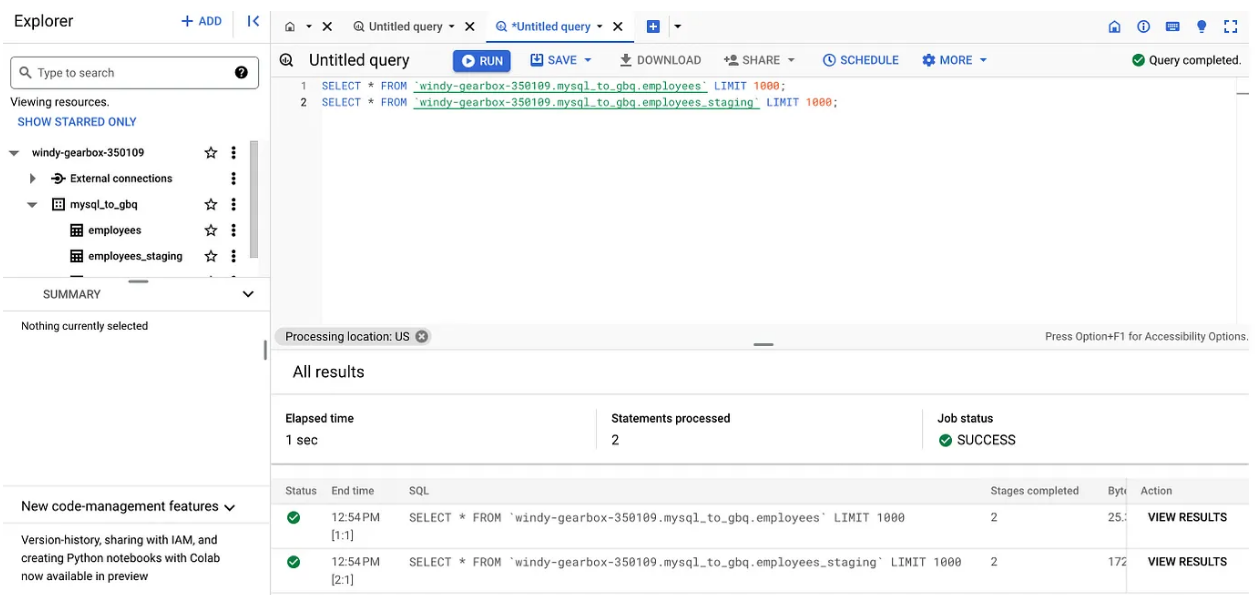 Explorer
+ ADD
Untitled query
*Untitled query
Type to search
Viewing resources.
SHOW STARRED ONLY
windy-gearbox-350109
External connections
mysql_to_gbq
employees
employees_staging
SUMMARY
Nothing currently selected
New code-management features
Version-history, sharing with IAM, and
creating Python notebooks with Colab
now available in preview
Untitled query
RUN
SAVE
DOWNLOAD
SHARE
SCHEDULE
MORE
Query completed.
1 SELECT * FROM `windy-gearbox-350109.mysql_to_gbq.employees` LIMIT 1000;
2 SELECT * FROM `windy-gearbox-350109.mysql_to_gbq.employees_staging` LIMIT 1000;
Processing location: US
Press Option+F1 for Accessibility Options.
All results
Elapsed time
1 sec
Statements processed
2
Job status
SUCCESS
Status End time SQL Stages completed Action
12:54 PM SELECT * FROM `windy-gearbox-350109.mysql_to_gbq.employees` LIMIT 1000 2 VIEW RESULTS
[1:1]
12:54 PM SELECT * FROM `windy-gearbox-350109.mysql_to_gbq.employees_staging` LIMIT 1000 2 172 VIEW RESULTS
[2:1]